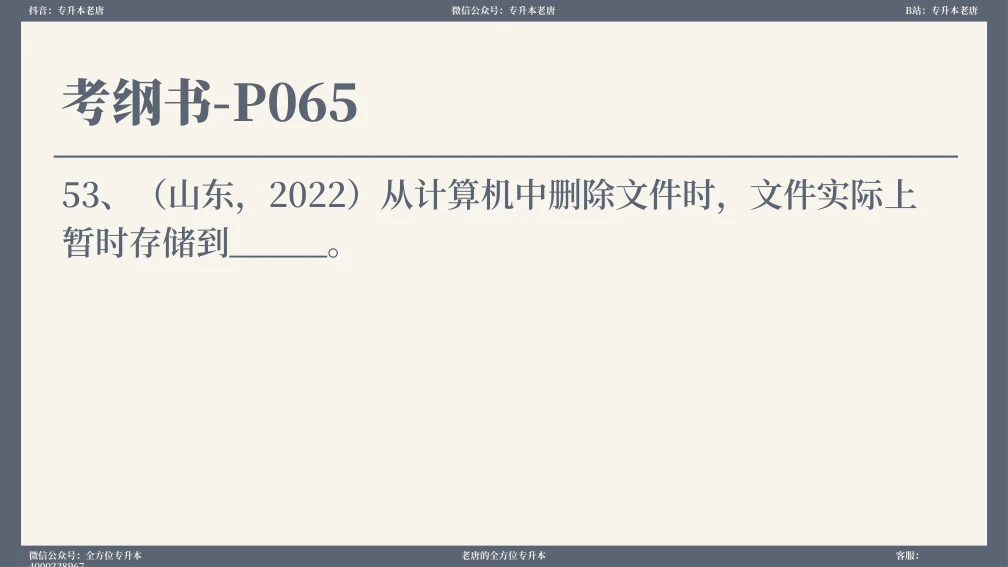 抖音：专升本老唐
微信公众号：专升本老唐
B站：专升本老唐
考纲书-P065
53、（山东，2022）从计算机中删除文件时，文件实际上
暂时存储到______。
微信公众号：全方位专升本
老唐的全方位专升本
客服：
4000238967